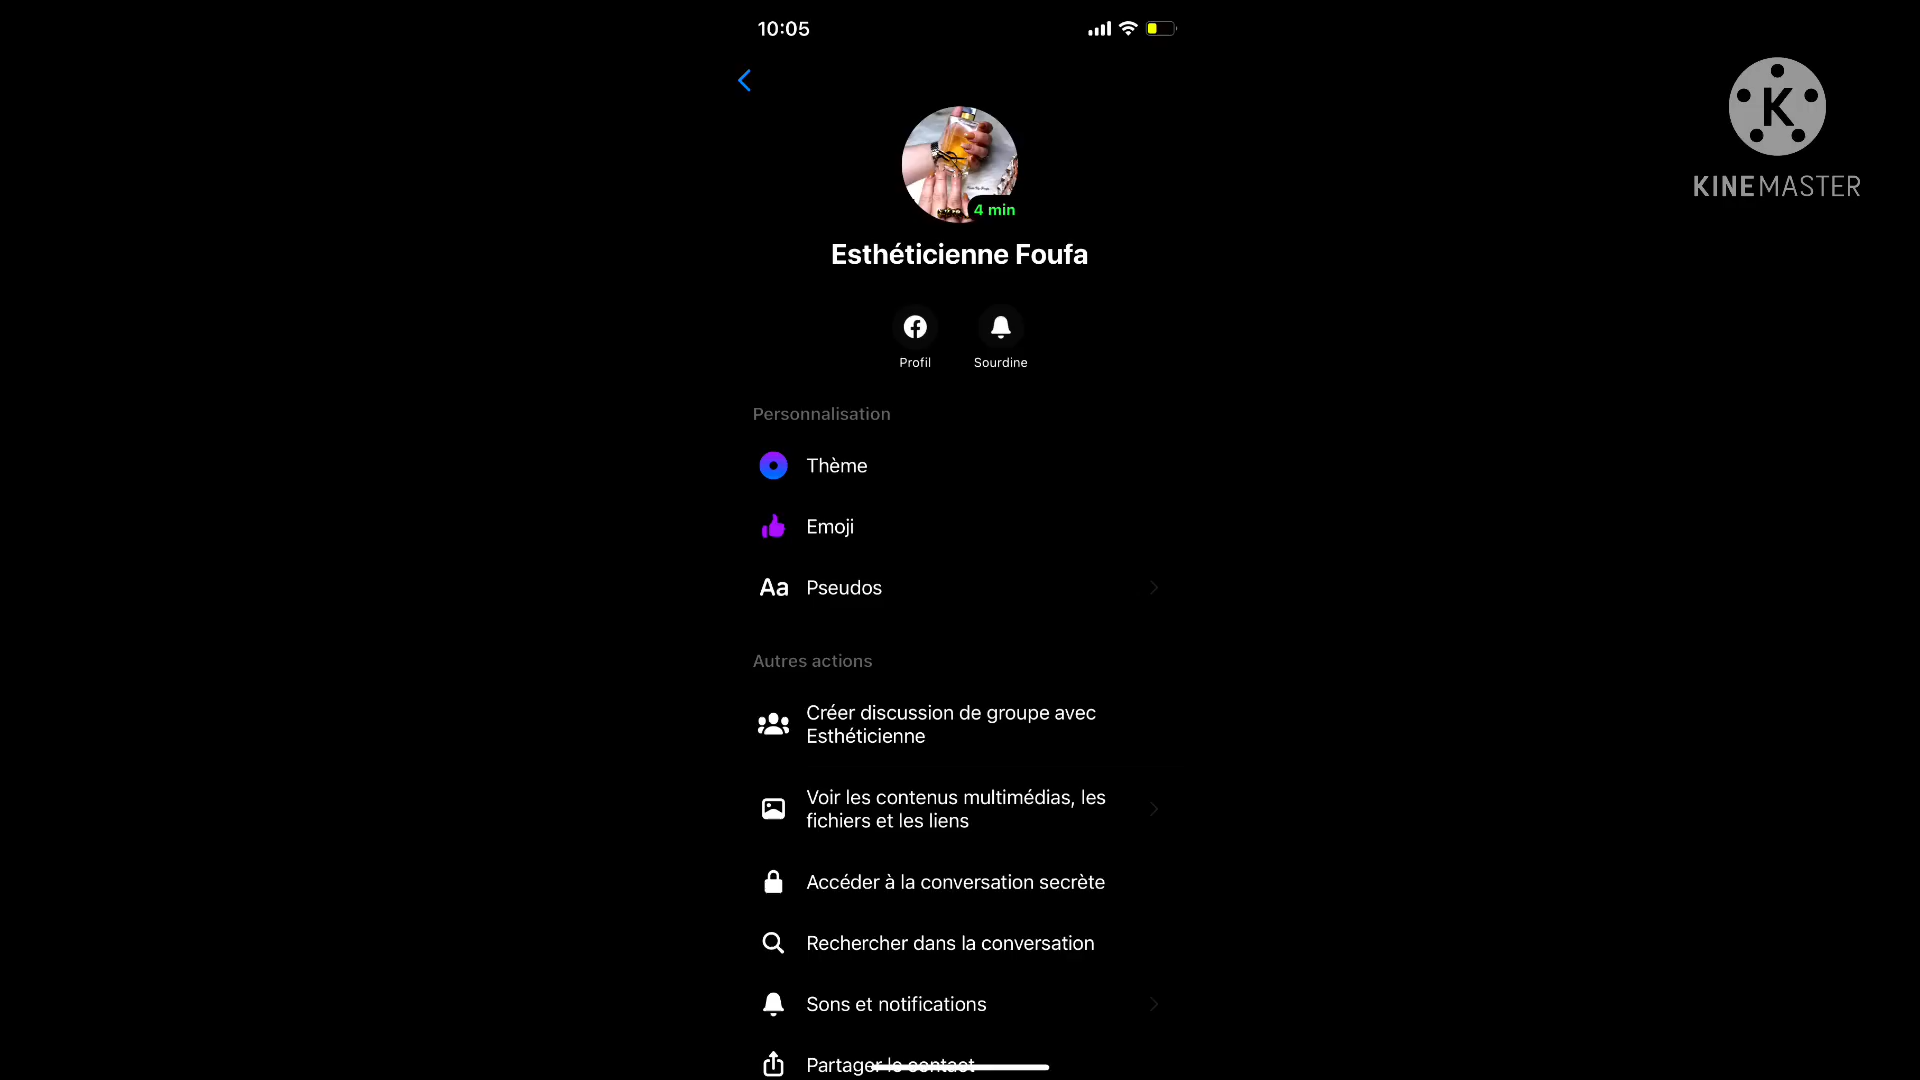 10:05
K
KINEMASTER
4 min
Esthéticienne Foufa
Profil
Sourdine
Personnalisation
Thème
Emoji
Aa Pseudos
Autres actions
Créer discussion de groupe avec
Esthéticienne
Voir les contenus multimédias, les
fichiers et les liens
Accéder à la conversation secrète
Rechercher dans la conversation
Sons et notifications
Partager le contact